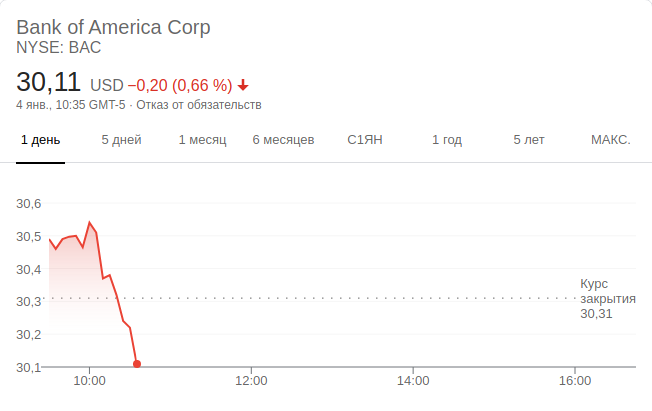 Bank of America Corp
NYSE: BAC
30,11 USD −0,20 (0,66 %)
4 янв., 10:35 GMT-5 · Отказ от обязательств
1 день 5 дней 1 месяц 6 месяцев С1ЯН 1 год 5 лет МАКС.
30,6
30,5
30,4
30,3
30,2
30,1
Курс
закрытия
30,31
10:00 12:00 14:00 16:00